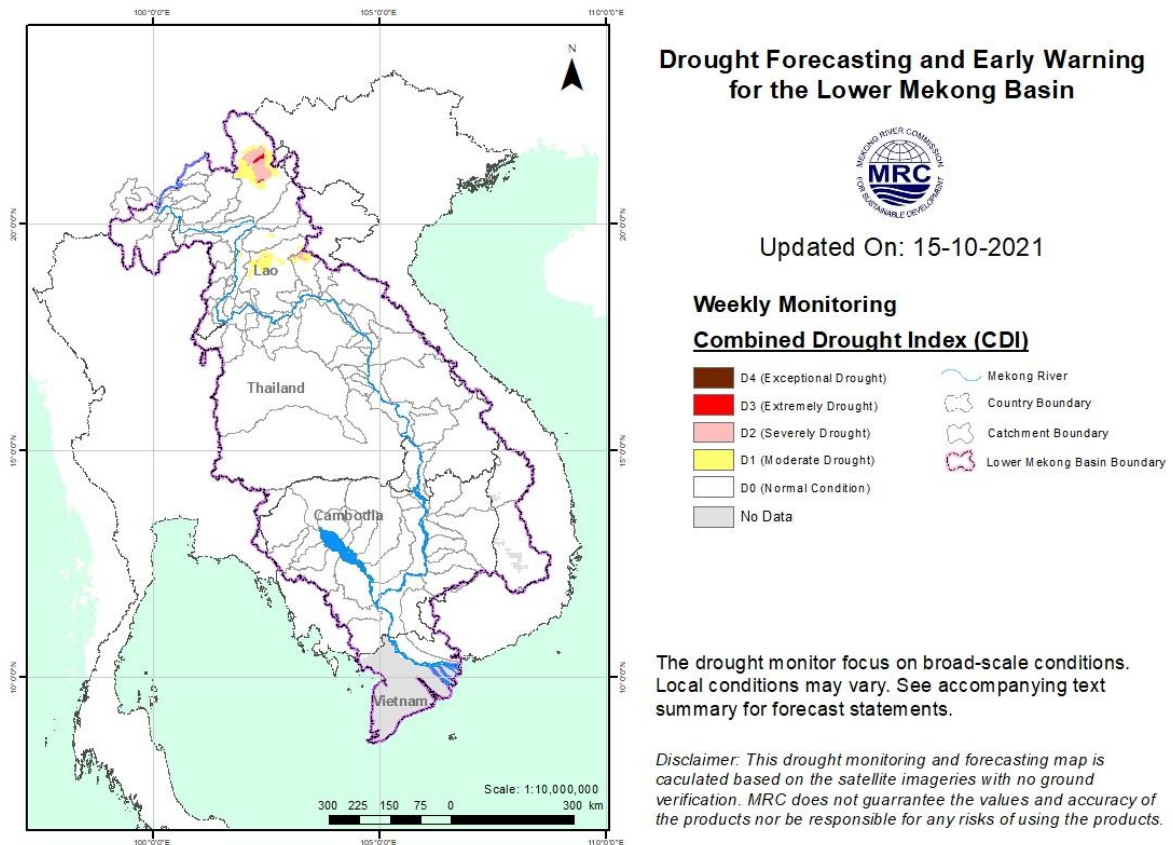 100°0'0"E
105°0'0"E
110°0'0"E
N
20°0'0"N
20°0'0"N
15°0'0"N
15°0'0"N
10°0'0"N
10°0'0"N
Lao
Thailand
Cambodia
Vietnam
Scale: 1:10,000,000
300 225 150 75 0 300 km
100°0'0"E
105°0'0"E
110°0'0"E
Drought Forecasting and Early Warning
for the Lower Mekong Basin
MEKONG RIVER COMMISSION
MRC
FOR SUSTAINABLE DEVELOPMENT
Updated On: 15-10-2021
Weekly Monitoring
Combined Drought Index (CDI)
D4 (Exceptional Drought)
D3 (Extremely Drought)
D2 (Severely Drought)
D1 (Moderate Drought)
D0 (Normal Condition)
No Data
Mekong River
Country Boundary
Catchment Boundary
Lower Mekong Basin Boundary
The drought monitor focus on broad-scale conditions.
Local conditions may vary. See accompanying text
summary for forecast statements.
Disclaimer: This drought monitoring and forecasting map is
caculated based on the satellite imageries with no ground
verification. MRC does not guarrantee the values and accuracy of
the products nor be responsible for any risks of using the products.